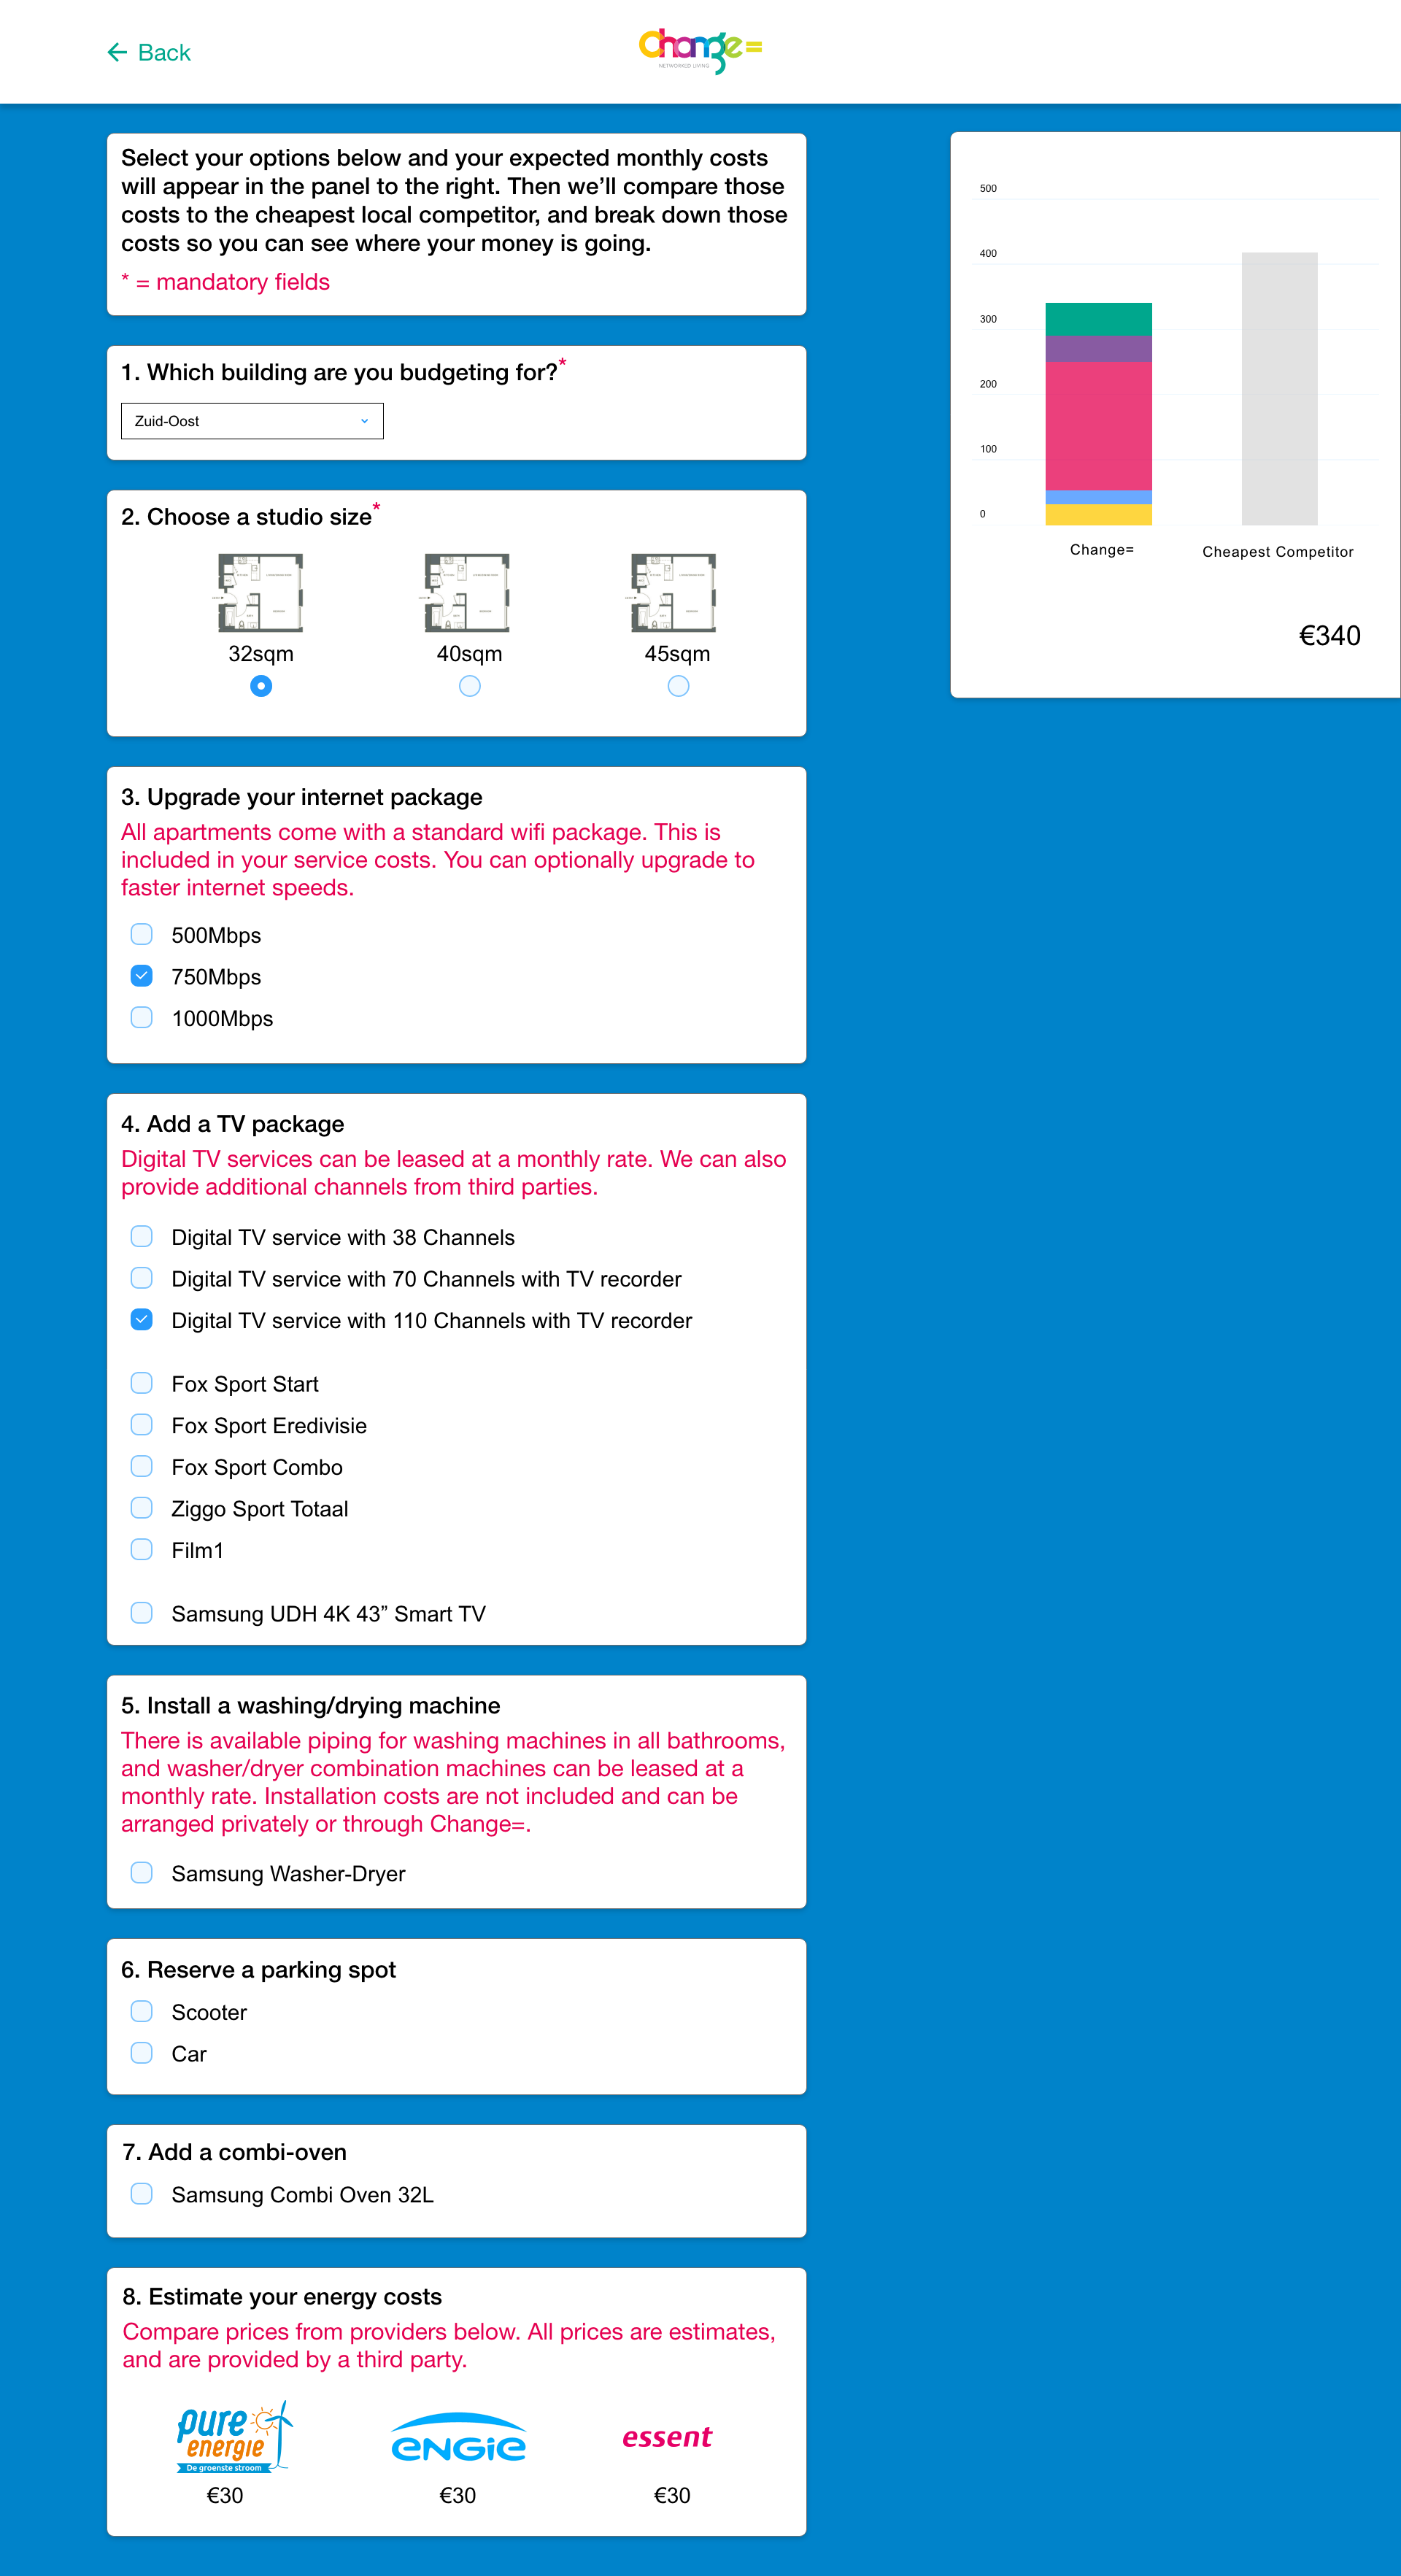 ← Back
Change=
NETWORKED LIVING
Select your options below and your expected monthly costs
will appear in the panel to the right. Then we’ll compare those
costs to the cheapest local competitor, and break down those
costs so you can see where your money is going.
* = mandatory fields
1. Which building are you budgeting for?*
Zuid-Oost
2. Choose a studio size*
32sqm
40sqm
45sqm
3. Upgrade your internet package
All apartments come with a standard wifi package. This is
included in your service costs. You can optionally upgrade to
faster internet speeds.
500Mbps
750Mbps
1000Mbps
4. Add a TV package
Digital TV services can be leased at a monthly rate. We can also
provide additional channels from third parties.
Digital TV service with 38 Channels
Digital TV service with 70 Channels with TV recorder
Digital TV service with 110 Channels with TV recorder
Fox Sport Start
Fox Sport Eredivisie
Fox Sport Combo
Ziggo Sport Totaal
Film1
Samsung UDH 4K 43” Smart TV
5. Install a washing/drying machine
There is available piping for washing machines in all bathrooms,
and washer/dryer combination machines can be leased at a
monthly rate. Installation costs are not included and can be
arranged privately or through Change=.
Samsung Washer-Dryer
6. Reserve a parking spot
Scooter
Car
7. Add a combi-oven
Samsung Combi Oven 32L
8. Estimate your energy costs
Compare prices from providers below. All prices are estimates,
and are provided by a third party.
pure
energie
De groenste stroom
€30
ENGIE
€30
essent
€30
500
400
300
200
100
0
Change=
Cheapest Competitor
€340